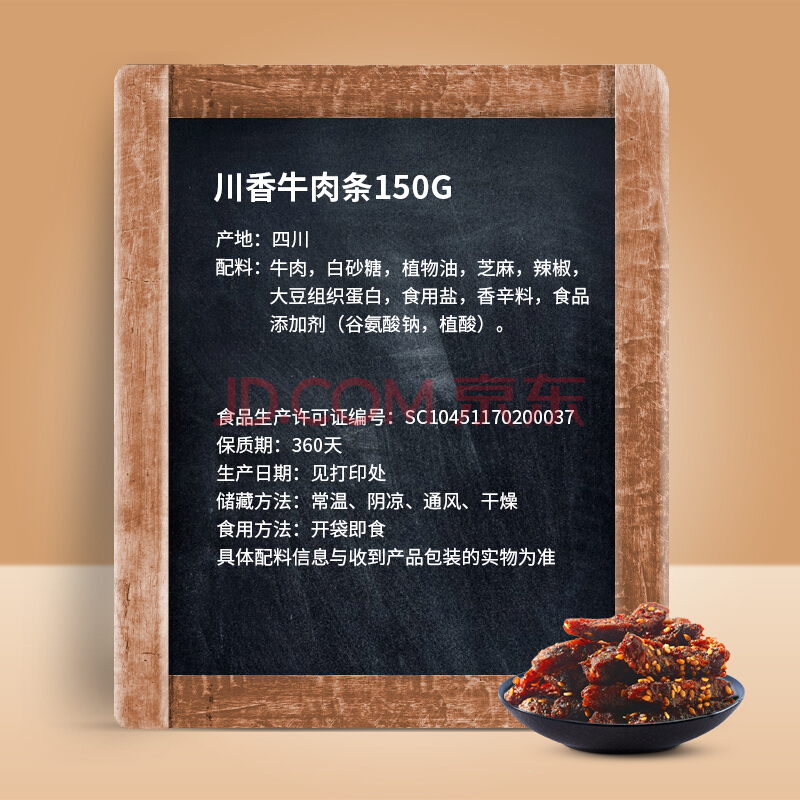 川香牛肉条150G
产地：四川
配料：牛肉，白砂糖，植物油，芝麻，辣椒，
大豆组织蛋白，食用盐，香辛料，食品
添加剂（谷氨酸钠，植酸）。
JD.COM 京东
食品生产许可证编号：SC10451170200037
保质期：360天
生产日期：见打印处
储藏方法：常温、阴凉、通风、干燥
食用方法：开袋即食
具体配料信息与收到产品包装的实物为准